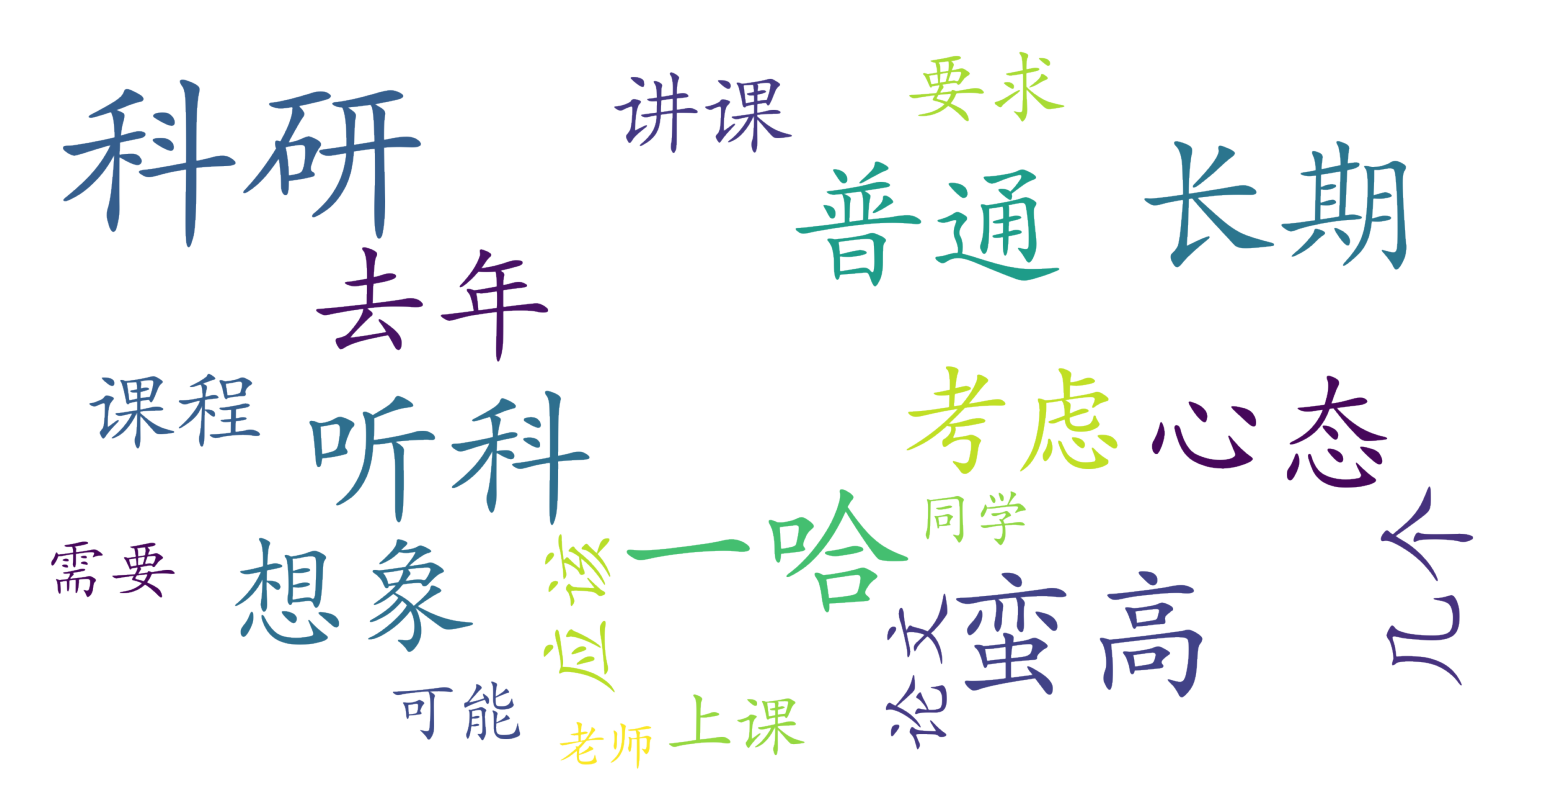 科研
讲课
要求
普通
长期
去年
课程
听科
考虑
心态
一哈
同学
几个
需要
想象
应该
论文
蛮高
可能
老师
上课